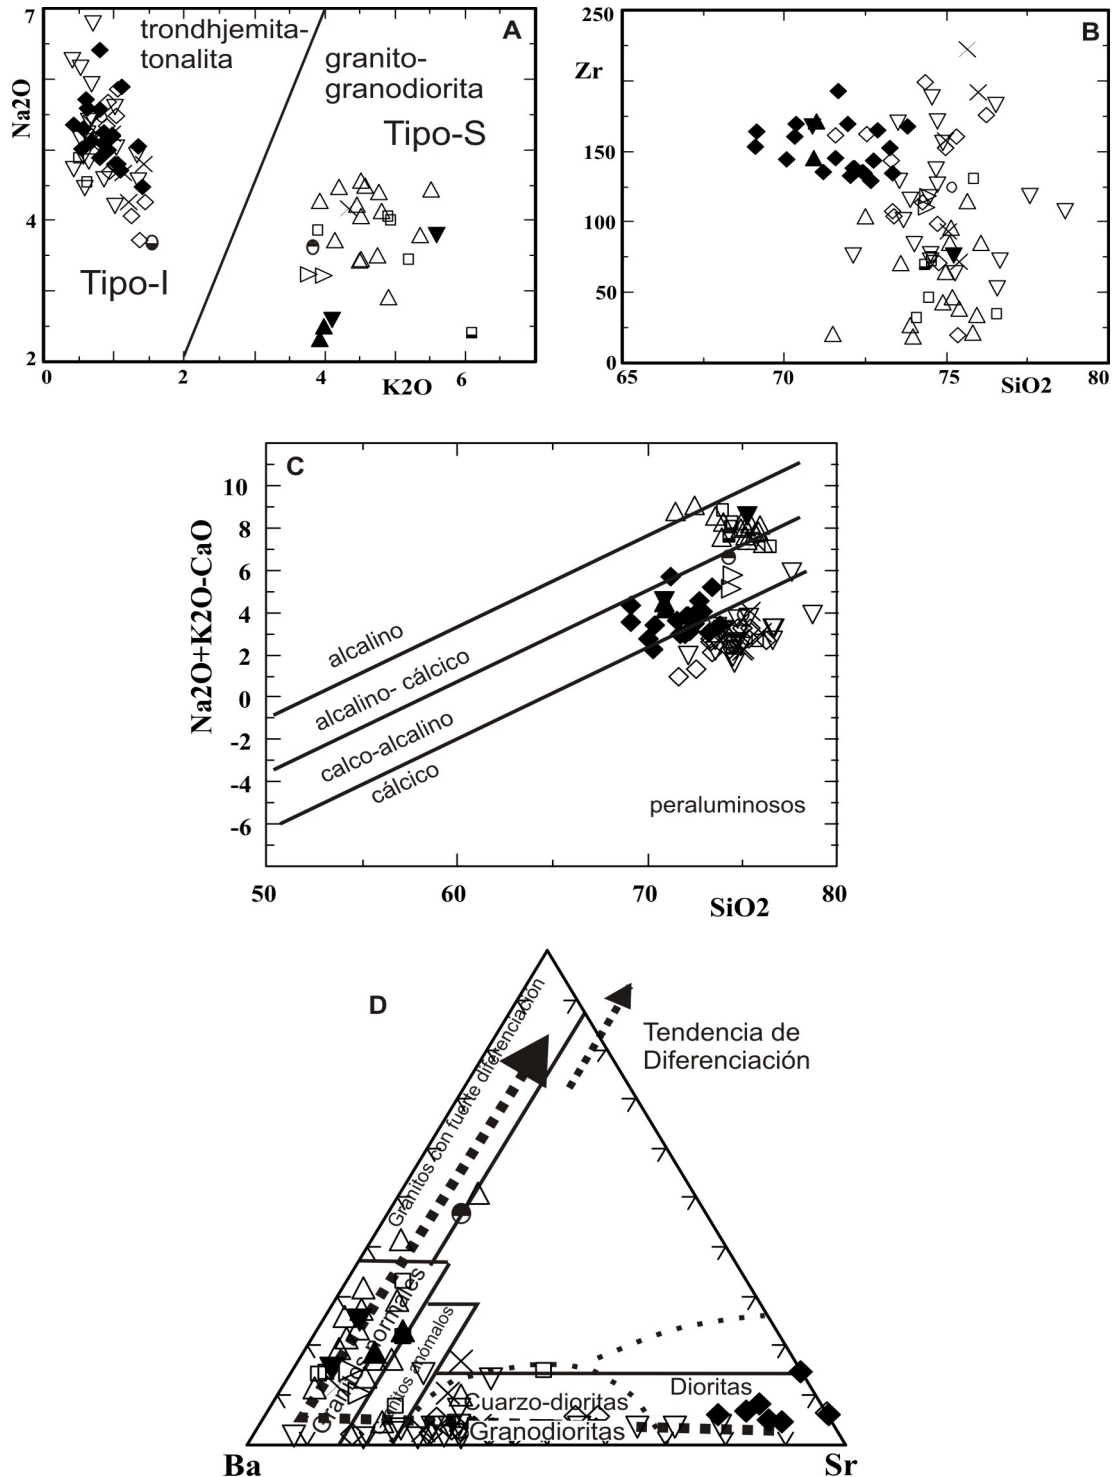 7
trondhjemita-
tonalita
A
granito-
granodiorita
Tipo-S
Na2O
4
Tipo-I
2
0
2
4
6
K2O
250
B
Zr
200
150
100
50
0
65
70
75
80
SiO2
C
10
8
6
4
2
0
-2
-4
-6
Na2O+K2O-CaO
alcalino
alcalino- cálcico
calco-alcalino
cálcico
peraluminosos
50
60
70
80
SiO2
D
Granitos con fuerte diferenciación
Tendencia de
Diferenciación
Granitos normales
anómalos
Dioritas
Cuarzo-dioritas
Granodioritas
Ba
Sr